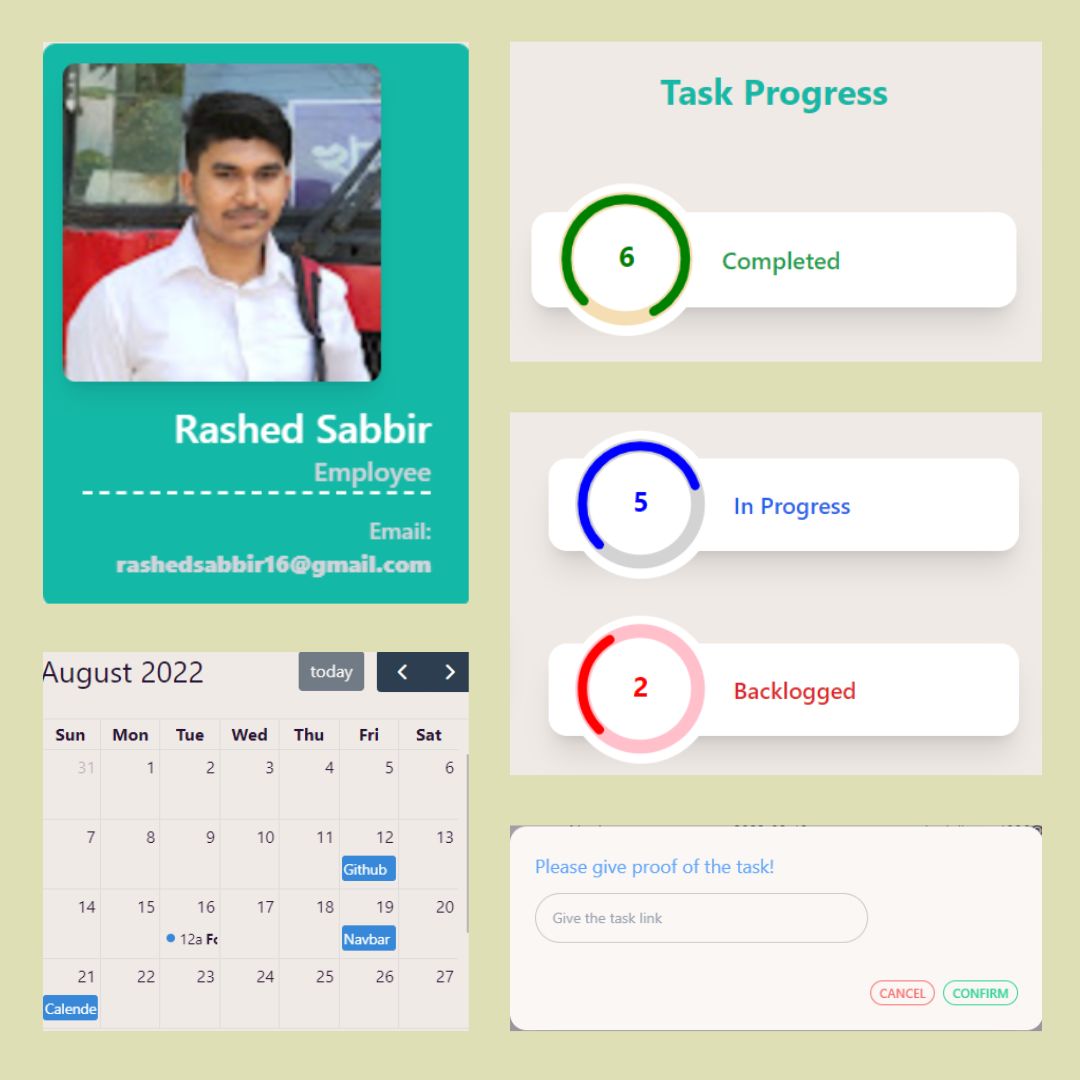 Rashed Sabbir
Employee
Email:
rashedsabbir16@gmail.com
Task Progress
6 Completed
5 In Progress
2 Backlogged
August 2022 today
Sun Mon Tue Wed Thu Fri Sat
31 1 2 3 4 5 6
7 8 9 10 11 12 13
Github
14 15 16 17 18 19 20
12a Navbar
21 22 23 24 25 26 27
Calende
Please give proof of the task!
Give the task link
CANCEL CONFIRM